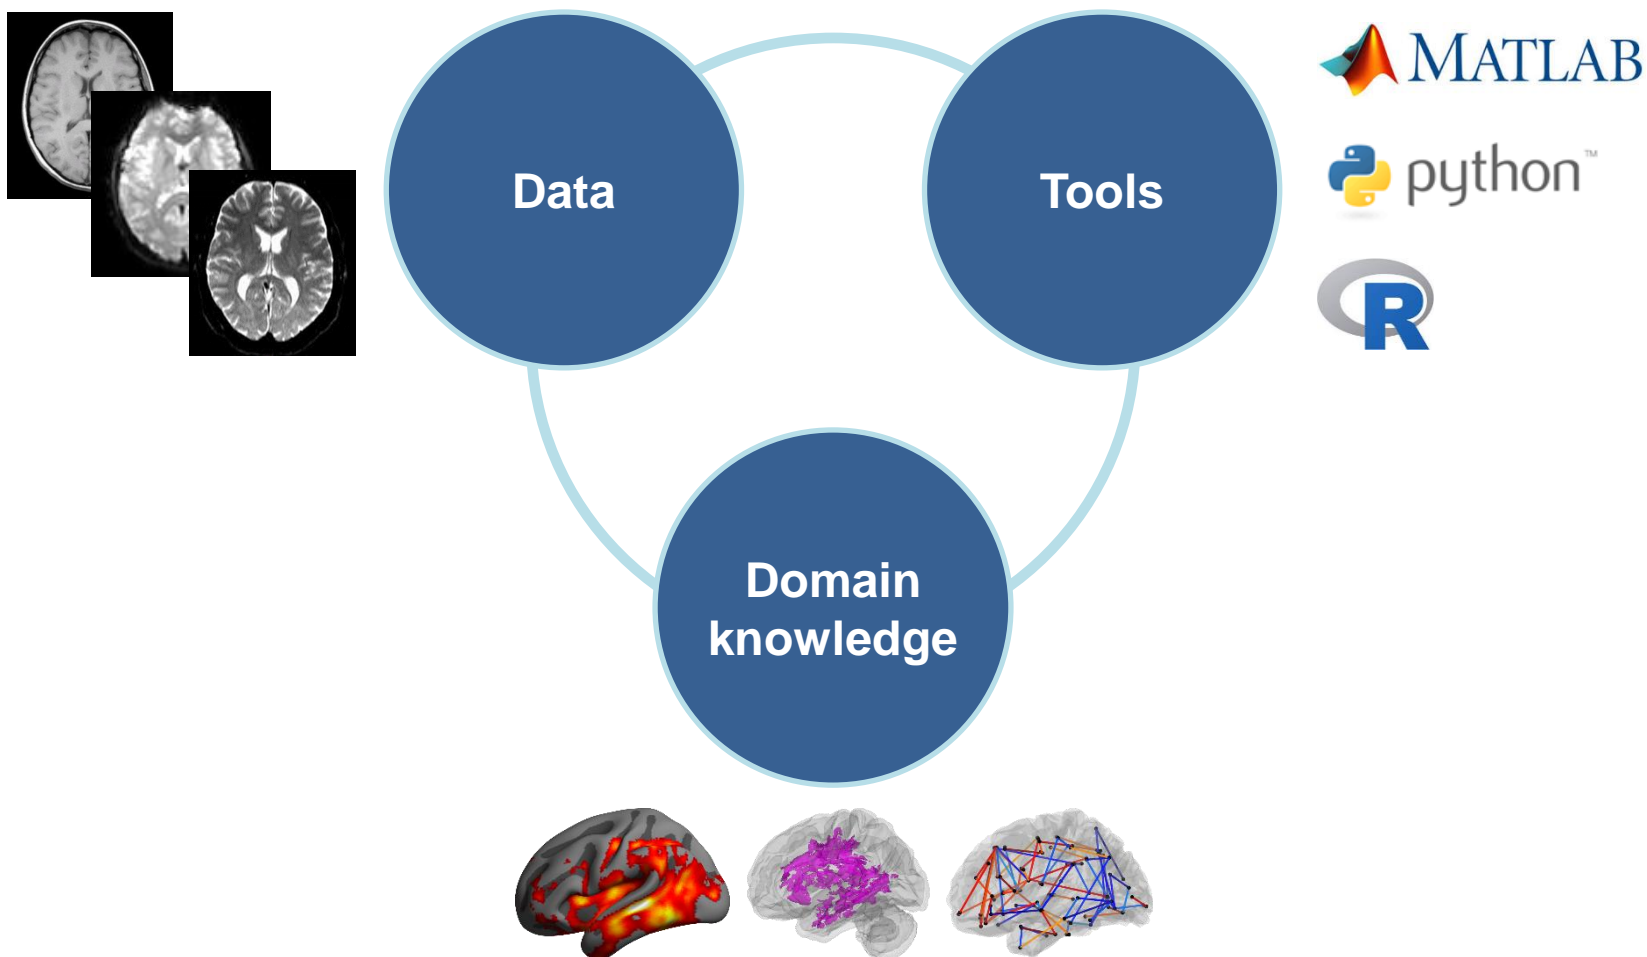 Data
Tools
MATLAB
python™
R
Domain
knowledge